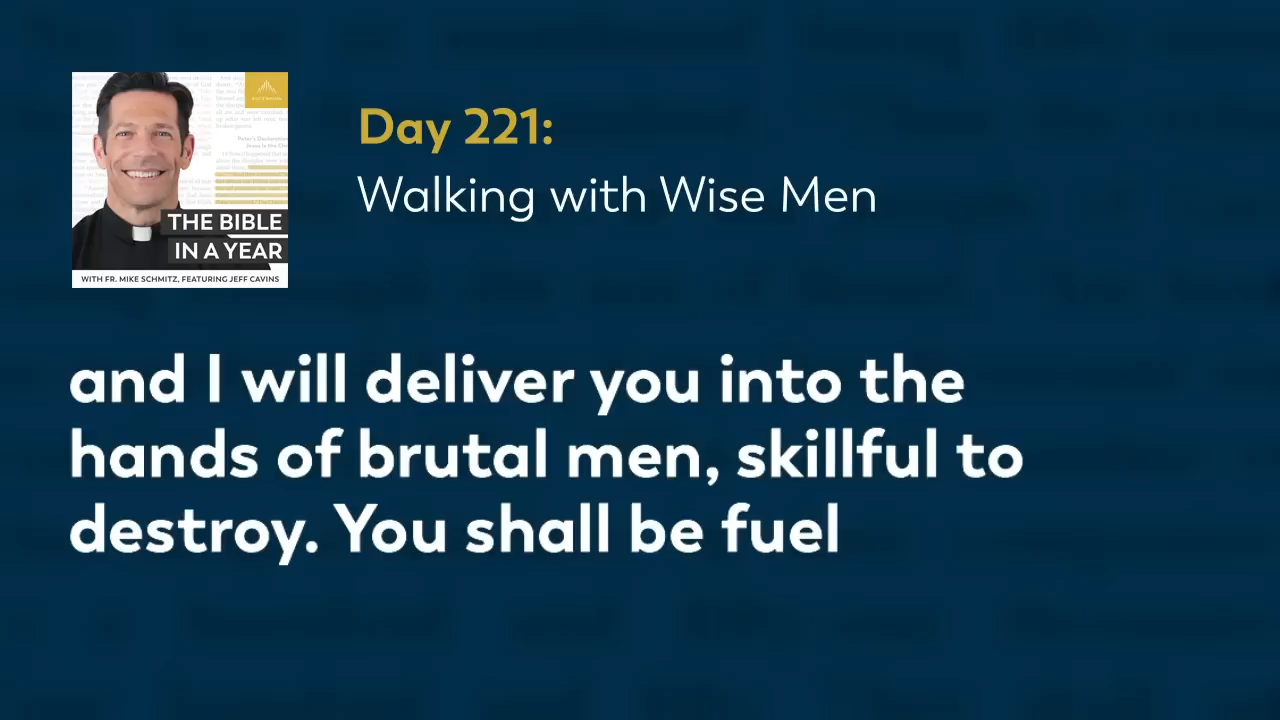 Day 221:
Walking with Wise Men
THE BIBLE
IN A YEAR
WITH FR. MIKE SCHMITZ, FEATURING JEFF CAVINS
and I will deliver you into the
hands of brutal men, skillful to
destroy. You shall be fuel